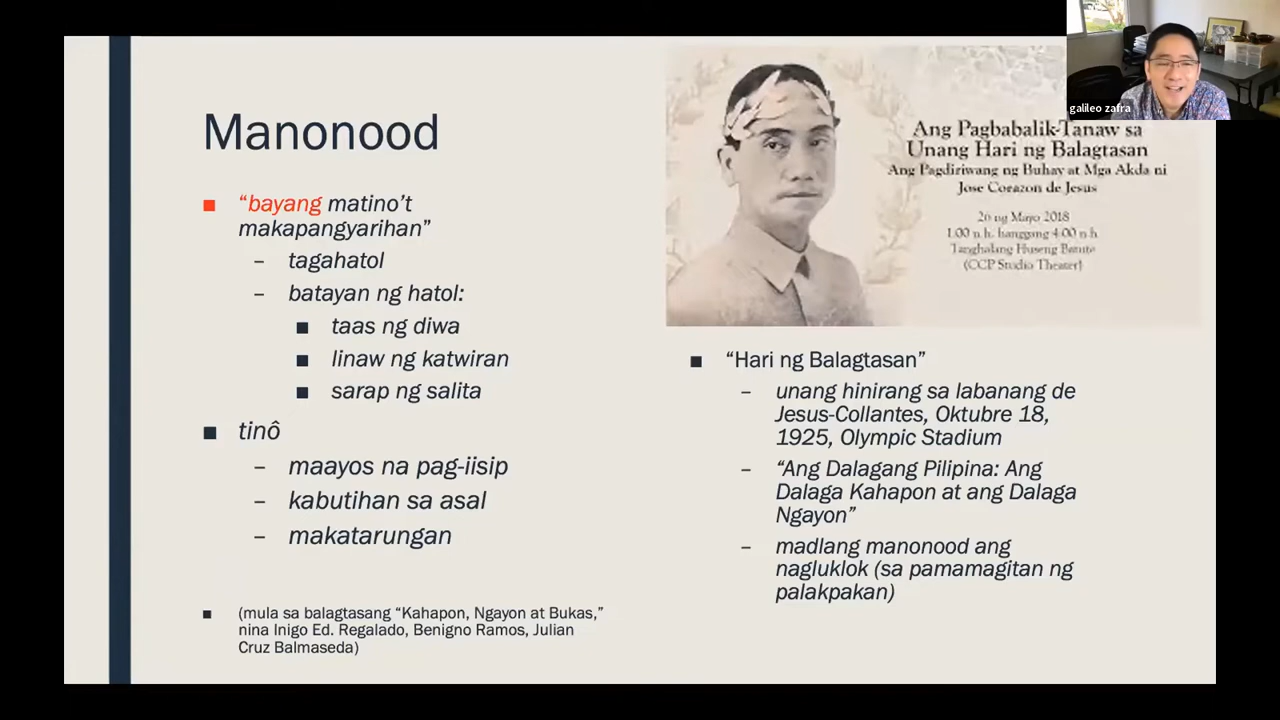 Manonood
“bayang matino’t
makapangyarihan”
– tagahatol
– batayan ng hatol:
taas ng diwa
linaw ng katwiran
sarap ng salita
tinô
– maayos na pag-iisip
– kabutihan sa asal
– makatarungan
(mula sa balagtasang “Kahapon, Ngayon at Bukas,”
nina Inigo Ed. Regalado, Benigno Ramos, Julian
Cruz Balmaseda)
galileo zafra
Ang Pagbabalik-Tanaw sa
Unang Hari ng Balagtasan
Ang Pagdiriwang ng Buhay at Mga Akda ni
Jose Corazon de Jesus
26 ng Mayo 2018
1:00 n.h. hanggang 4:00 n.h.
Tanghalang Huseng Batute
(CCP Studio Theater)
“Hari ng Balagtasan”
– unang hinirang sa labanang de
Jesus-Collantes, Oktubre 18,
1925, Olympic Stadium
– “Ang Dalagang Pilipina: Ang
Dalaga Kahapon at ang Dalaga
Ngayon”
– madlang manonood ang
nagluklok (sa pamamagitan ng
palakpakan)